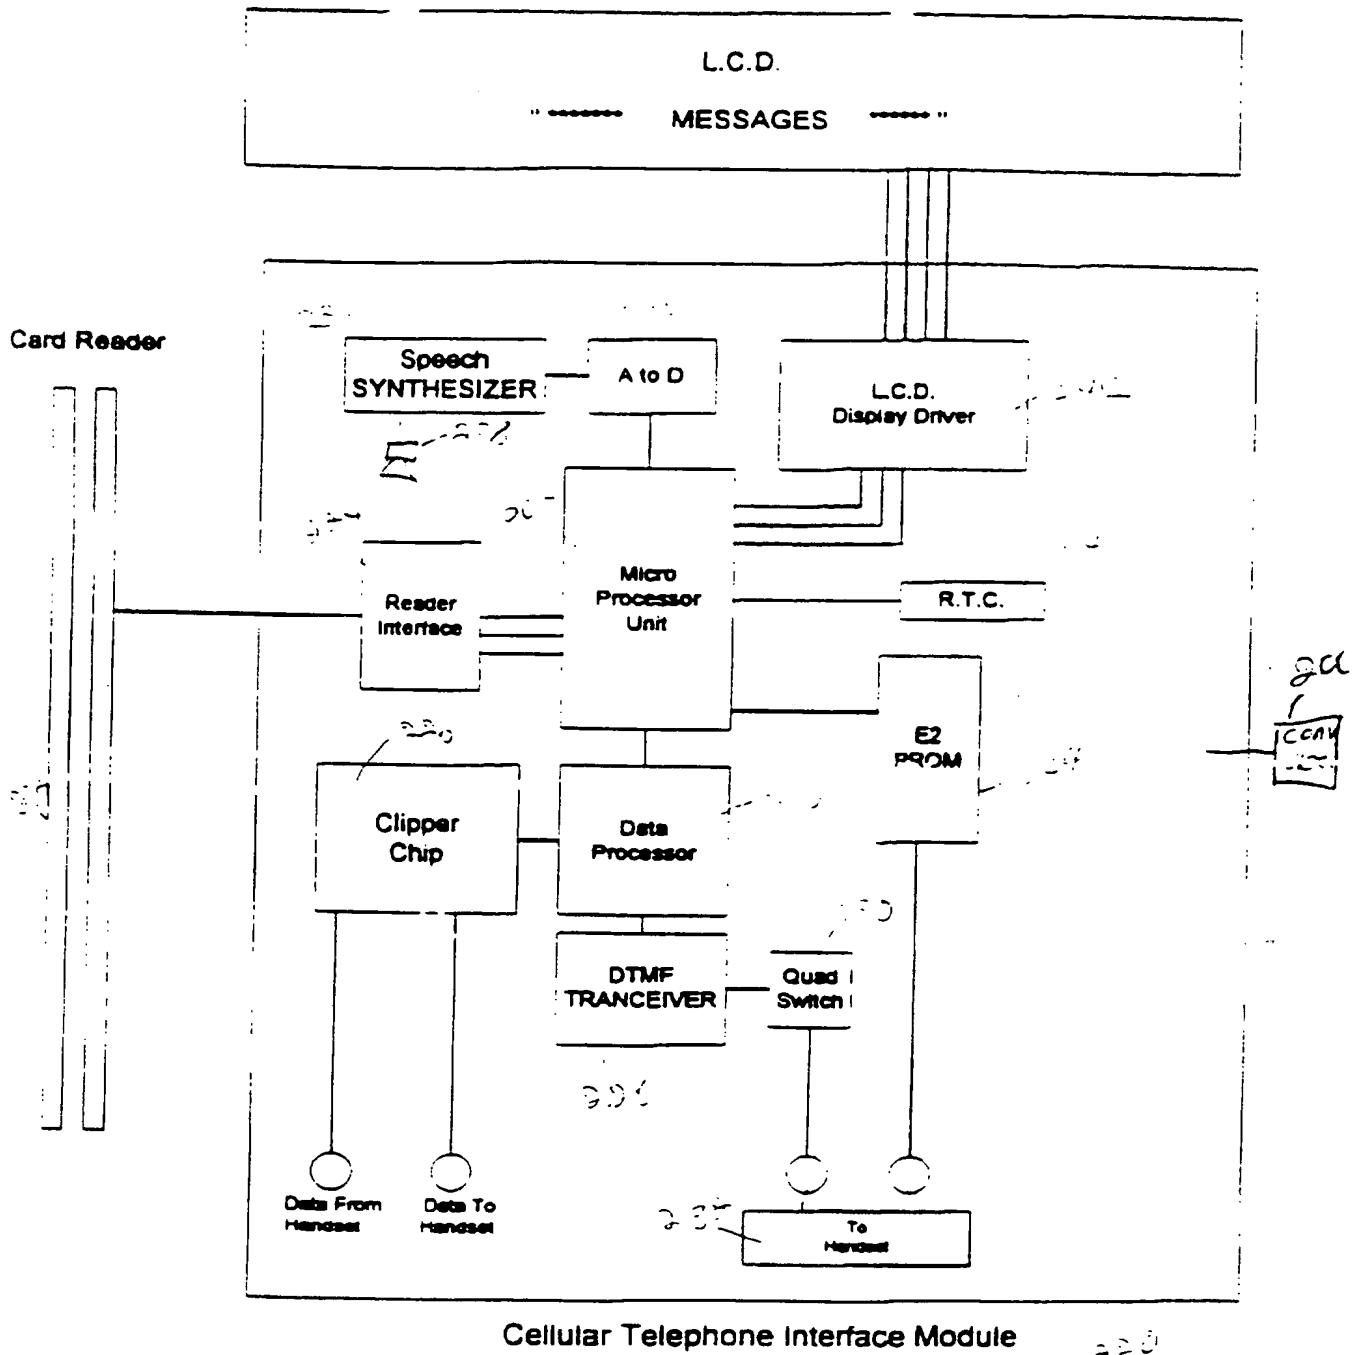 L.C.D.
MESSAGES
Card Reader
Speech
SYNTHESIZER
A to D
L.C.D.
Display Driver
Reader
Interface
Micro
Processor
Unit
R.T.C.
E2
PROM
Clipper
Chip
Data
Processor
DTMF
TRANCEIVER
Quad
Switch
Data From
Handset
Data To
Handset
To
Handset
Cellular Telephone Interface Module